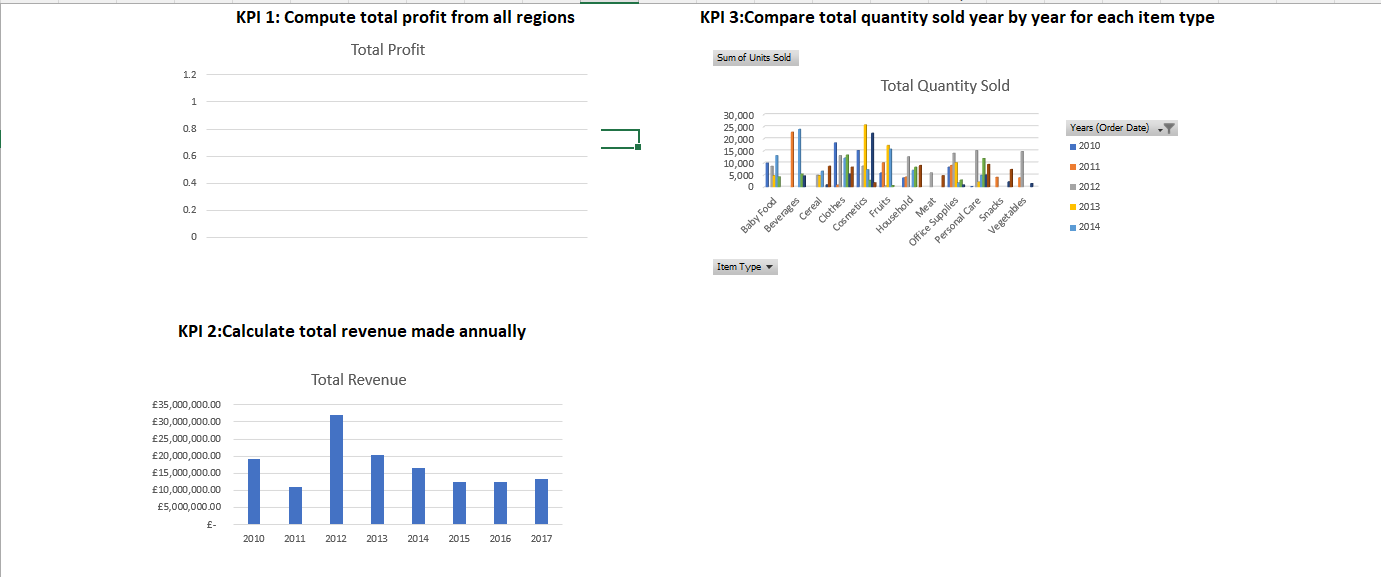 KPI 1: Compute total profit from all regions
Total Profit
1.2
1
0.8
0.6
0.4
0.2
0
KPI 2:Calculate total revenue made annually
Total Revenue
£35,000,000.00
£30,000,000.00
£25,000,000.00
£20,000,000.00
£15,000,000.00
£10,000,000.00
£5,000,000.00
£-
2010 2011 2012 2013 2014 2015 2016 2017
KPI 3:Compare total quantity sold year by year for each item type
Sum of Units Sold
Total Quantity Sold
30,000
25,000
20,000
15,000
10,000
5,000
0
Baby Food
Beverages
Cereal
Clothes
Cosmetics
Fruits
Household
Meat
Office Supplies
Personal Care
Snacks
Vegetables
Years (Order Date)
2010
2011
2012
2013
2014
Item Type